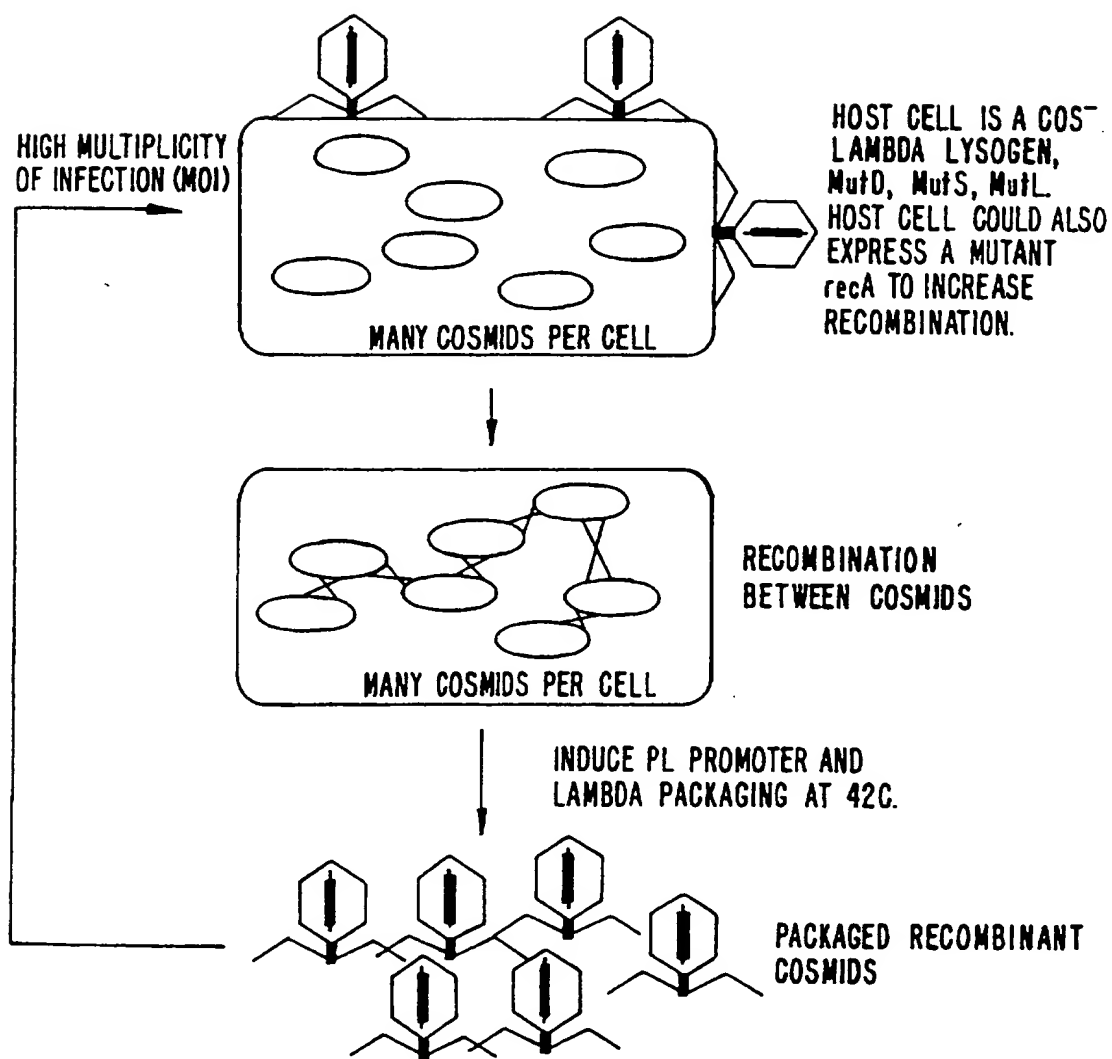 HIGH MULTIPLICITY
OF INFECTION (MOI)
HOST CELL IS A COS⁻
LAMBDA LYSOGEN,
MutD, MutS, MutL.
HOST CELL COULD ALSO
EXPRESS A MUTANT
recA TO INCREASE
RECOMBINATION.
MANY COSMIDS PER CELL
RECOMBINATION
BETWEEN COSMIDS
MANY COSMIDS PER CELL
INDUCE PL PROMOTER AND
LAMBDA PACKAGING AT 42C.
PACKAGED RECOMBINANT
COSMIDS